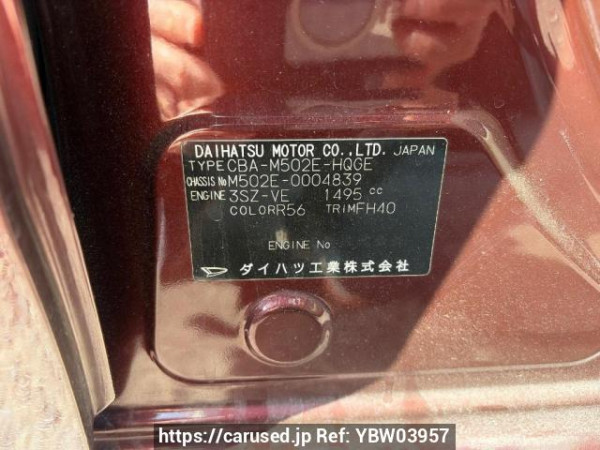 DAIHATSU MOTOR CO.,LTD. JAPAN
TYPE CBA-M502E-HQGE
CHASSIS No M502E-0004839
ENGINE 3SZ-VE 1495 cc
COLOR R56 TRIM FH40
ENGINE No
ダイハツ工業株式会社
https://carused.jp Ref: YBW03957